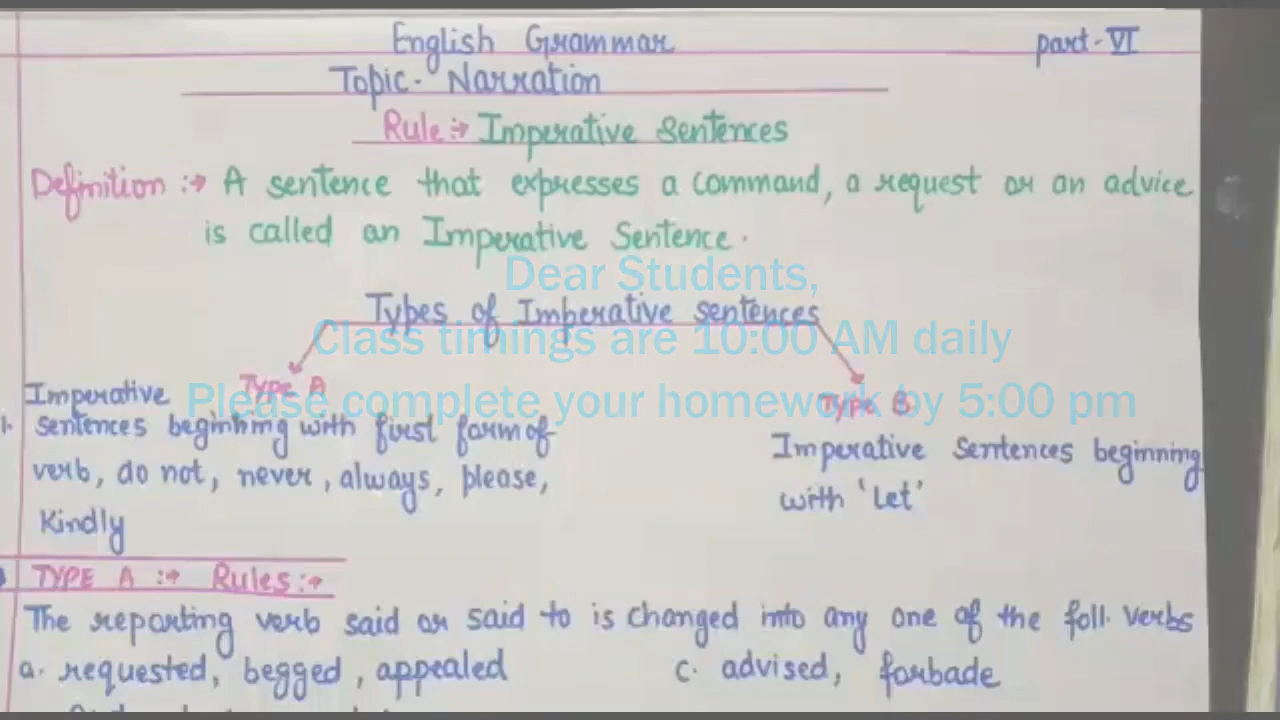 English Grammar part-VI
Topic- Narration
Rule:→ Imperative Sentences
Definition :→ A sentence that expresses a command, a request or an advice
is called an Imperative Sentence.
Dear Students,
Types of Imperative sentences
Class timings are 10:00 AM daily
Type A
Type B
Please complete your homework by 5:00 pm
Imperative
1. sentences beginning with first form of
verb, do not, never, always, please,
Kindly
Imperative Sentences beginning
with 'Let'
TYPE A :→ Rules :→
The reporting verb said or said to is changed into any one of the foll. verbs
a. requested, begged, appealed c. advised, forbade